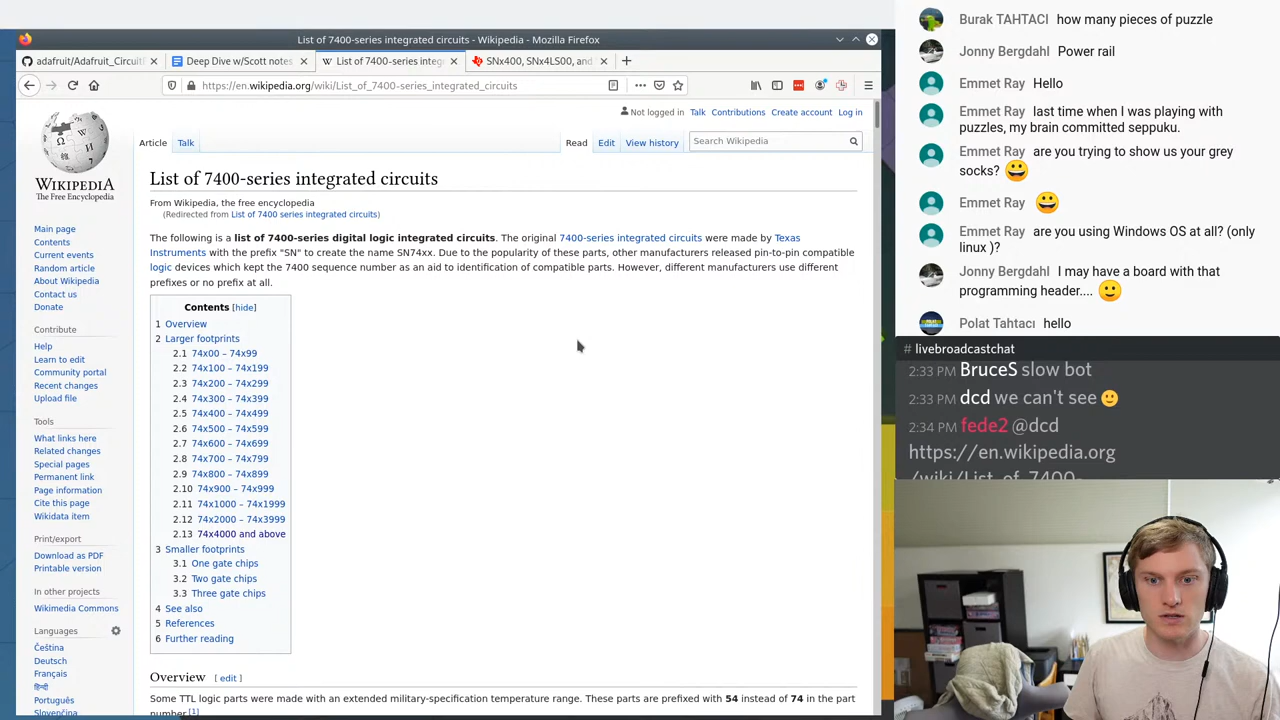 List of 7400-series integrated circuits - Wikipedia - Mozilla Firefox
adafruit/Adafruit_Circuit
Deep Dive w/Scott notes
List of 7400-series integ
SNx400, SNx4LS00, and
https://en.wikipedia.org/wiki/List_of_7400-series_integrated_circuits
Not logged in Talk Contributions Create account Log in
Article Talk
Read Edit View history
Search Wikipedia
WIKIPEDIA
The Free Encyclopedia
Main page
Contents
Current events
Random article
About Wikipedia
Contact us
Donate
Contribute
Help
Learn to edit
Community portal
Recent changes
Upload file
Tools
What links here
Related changes
Special pages
Permanent link
Page information
Cite this page
Wikidata item
Print/export
Download as PDF
Printable version
In other projects
Wikimedia Commons
Languages
Čeština
Deutsch
Français
हिन्दी
Português
Slovenčina
List of 7400-series integrated circuits
From Wikipedia, the free encyclopedia
(Redirected from List of 7400 series integrated circuits)
The following is a list of 7400-series digital logic integrated circuits. The original 7400-series integrated circuits were made by Texas
Instruments with the prefix "SN" to create the name SN74xx. Due to the popularity of these parts, other manufacturers released pin-to-pin compatible
logic devices which kept the 7400 sequence number as an aid to identification of compatible parts. However, different manufacturers use different
prefixes or no prefix at all.
Contents [hide]
1 Overview
2 Larger footprints
2.1 74x00 – 74x99
2.2 74x100 – 74x199
2.3 74x200 – 74x299
2.4 74x300 – 74x399
2.5 74x400 – 74x499
2.6 74x500 – 74x599
2.7 74x600 – 74x699
2.8 74x700 – 74x799
2.9 74x800 – 74x899
2.10 74x900 – 74x999
2.11 74x1000 – 74x1999
2.12 74x2000 – 74x3999
2.13 74x4000 and above
3 Smaller footprints
3.1 One gate chips
3.2 Two gate chips
3.3 Three gate chips
4 See also
5 References
6 Further reading
Overview [ edit ]
Some TTL logic parts were made with an extended military-specification temperature range. These parts are prefixed with 54 instead of 74 in the part
number.[1]
Burak TAHTACI how many pieces of puzzle
Jonny Bergdahl Power rail
Emmet Ray Hello
Emmet Ray last time when I was playing with
puzzles, my brain committed seppuku.
Emmet Ray are you trying to show us your grey
socks? 😀
Emmet Ray 😀
Emmet Ray are you using Windows OS at all? (only
linux )?
Jonny Bergdahl I may have a board with that
programming header.... 🙂
Polat Tahtacı hello
# livebroadcastchat
2:33 PM BruceS slow bot
2:33 PM dcd we can't see 🙂
2:34 PM fede2 @dcd
https://en.wikipedia.org
/wiki/List_of_7400-